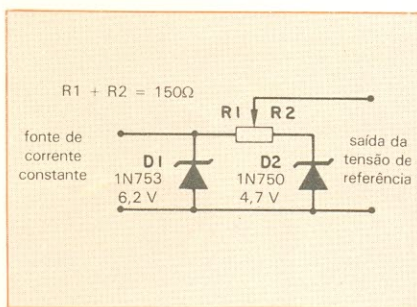 R1 + R2 = 150Ω
R1 R2
fonte de
corrente
constante
D1
1N753
6,2 V
D2
1N750
4,7 V
saída da
tensão de
referência